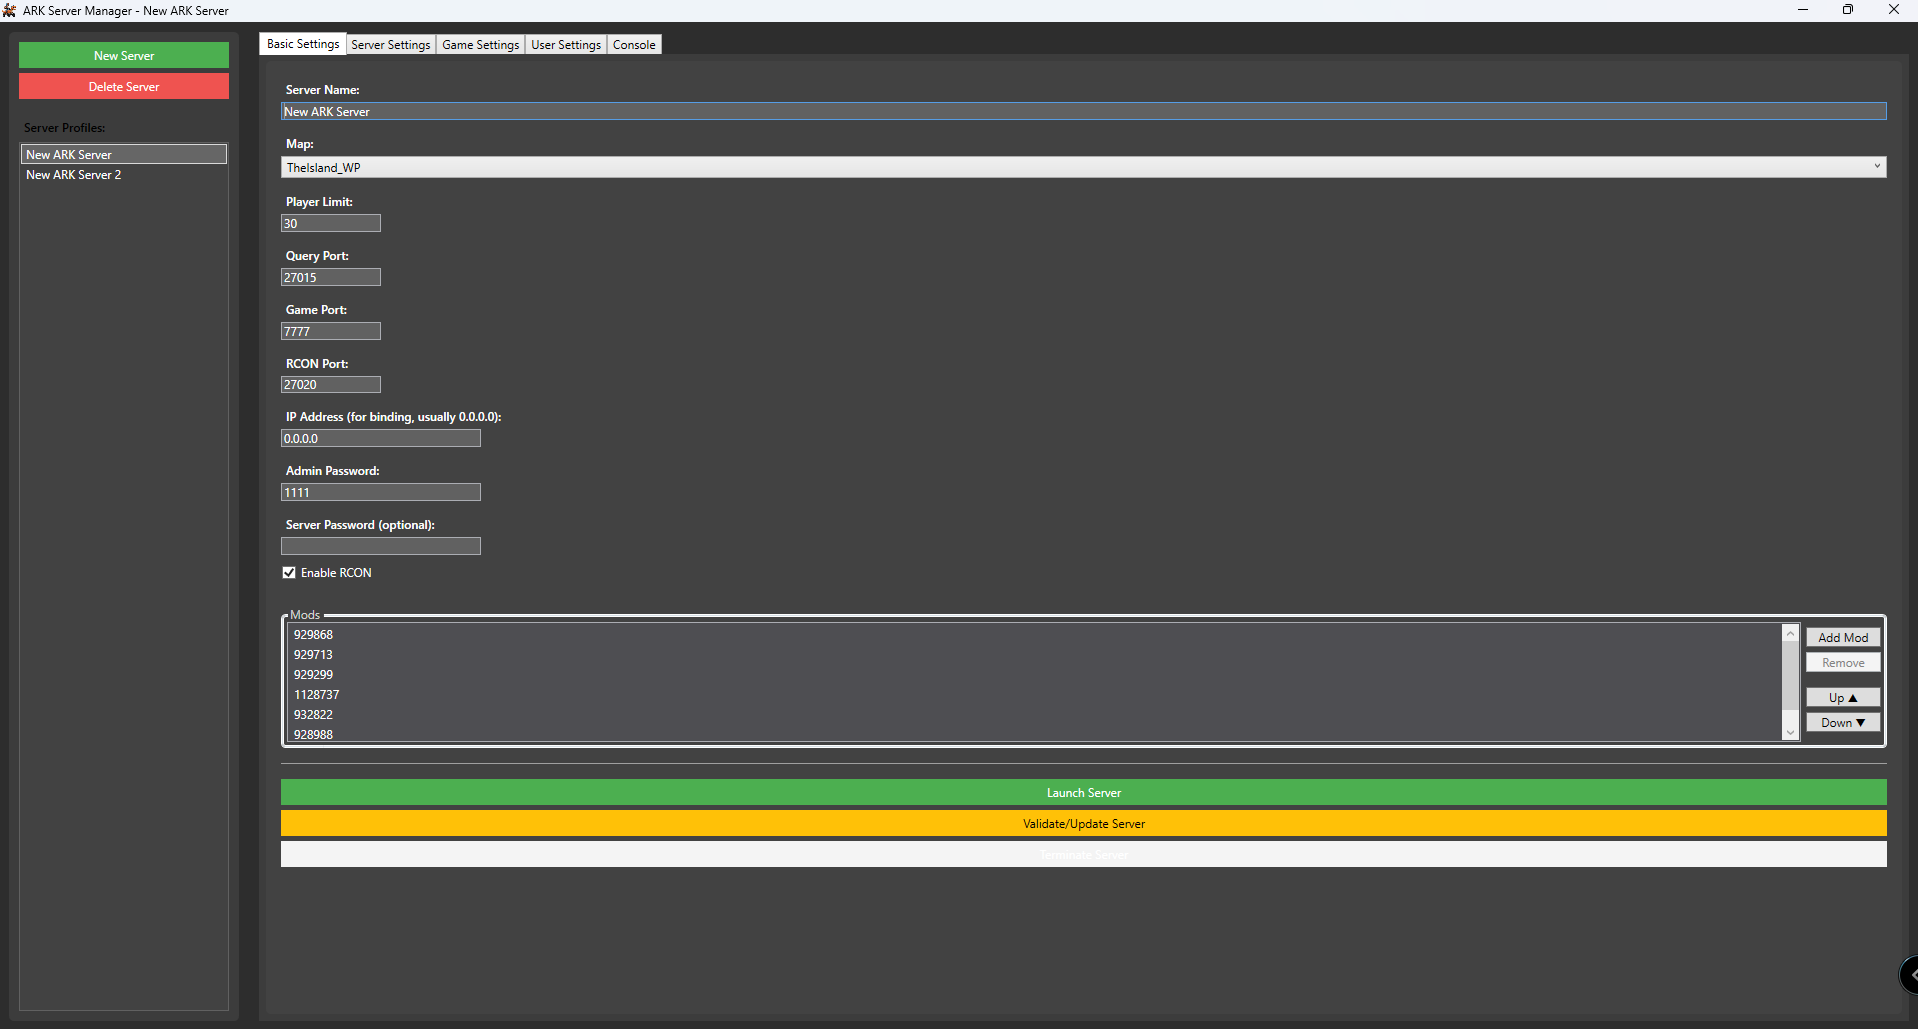 ARK Server Manager - New ARK Server
New Server
Delete Server
Server Profiles:
New ARK Server
New ARK Server 2
Basic Settings
Server Settings
Game Settings
User Settings
Console
Server Name:
New ARK Server
Map:
TheIsland_WP
Player Limit:
30
Query Port:
27015
Game Port:
7777
RCON Port:
27020
IP Address (for binding, usually 0.0.0.0):
0.0.0.0
Admin Password:
1111
Server Password (optional):
Enable RCON
Mods
929868
929713
929299
1128737
932822
928988
Add Mod
Remove
Up ▲
Down ▼
Launch Server
Validate/Update Server
Terminate Server